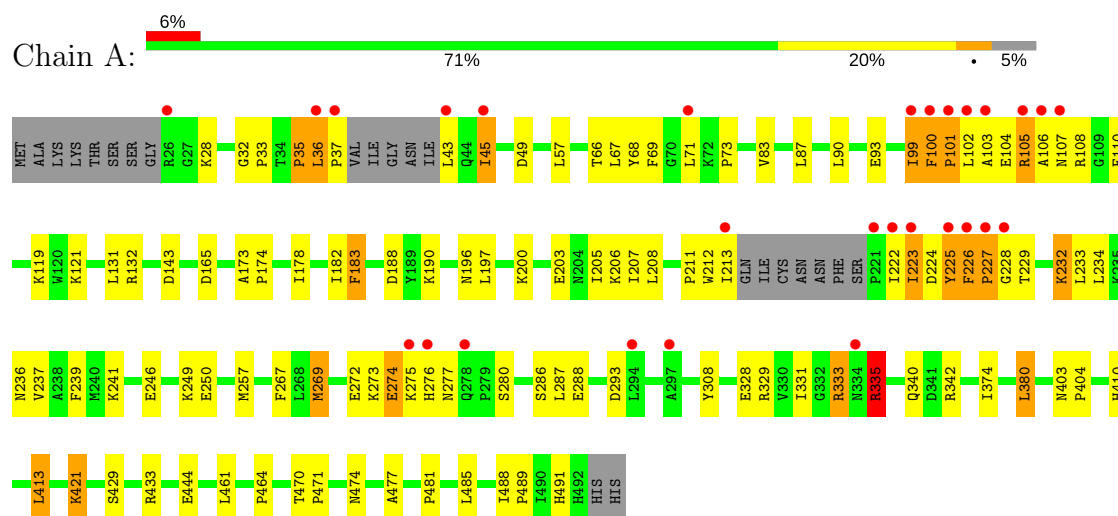 6%
Chain A:
71% 20% • 5%
MET ALA LYS LYS THR SER SER GLY R26 G27 K28 G32 P33 T34 P35 L36 P37 VAL ILE GLY ASN ILE L43 Q44 I45 D49 L57 T66 L67 Y68 F69 G70 L71 K72 P73 V83 L87 L90 E93 I99 F100 P101 L102 A103 E104 R105 A106 N107 R108 G109 F110
K119 W120 K121 L131 R132 D143 D165 A173 P174 I178 I182 F183 D188 Y189 K190 N196 L197 K200 E203 N204 I205 K206 I207 L208 P211 W212 I213 GLN ILE CYS ASN ASN PHE SER P221 I222 I223 D224 Y225 F226 P227 G228 T229 K232 L233 L234 K235
N236 V237 A238 F239 M240 K241 E246 K249 E250 M257 F267 L268 M269 E272 K273 E274 K275 H276 N277 Q278 P279 S280 S286 L287 E288 D293 L294 A297 Y308 E328 R329 V330 I331 G332 R333 N334 R335 Q340 D341 R342 I374 L380 N403 P404 H410
L413 K421 S429 R433 E444 L461 P464 T470 P471 N474 A477 P481 L485 I488 P489 I490 H491 H492 HIS HIS